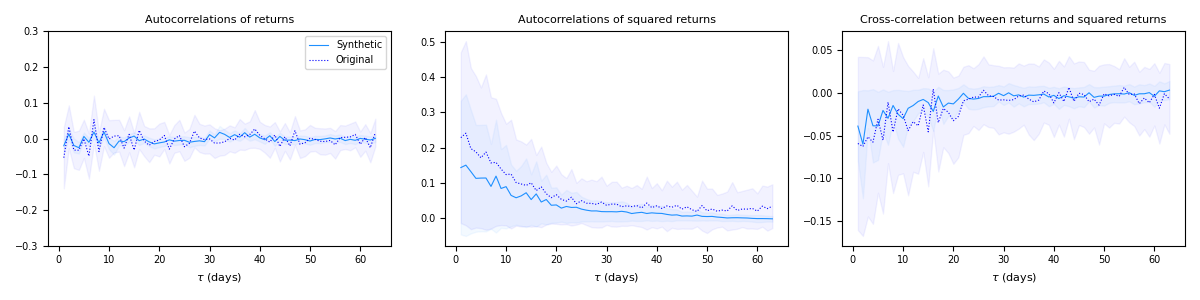 Autocorrelations of returns
0.3
0.2
0.1
0.0
−0.1
−0.2
−0.3
0 10 20 30 40 50 60
τ (days)
Synthetic
Original
Autocorrelations of squared returns
0.5
0.4
0.3
0.2
0.1
0.0
0 10 20 30 40 50 60
τ (days)
Cross-correlation between returns and squared returns
0.05
0.00
−0.05
−0.10
−0.15
0 10 20 30 40 50 60
τ (days)